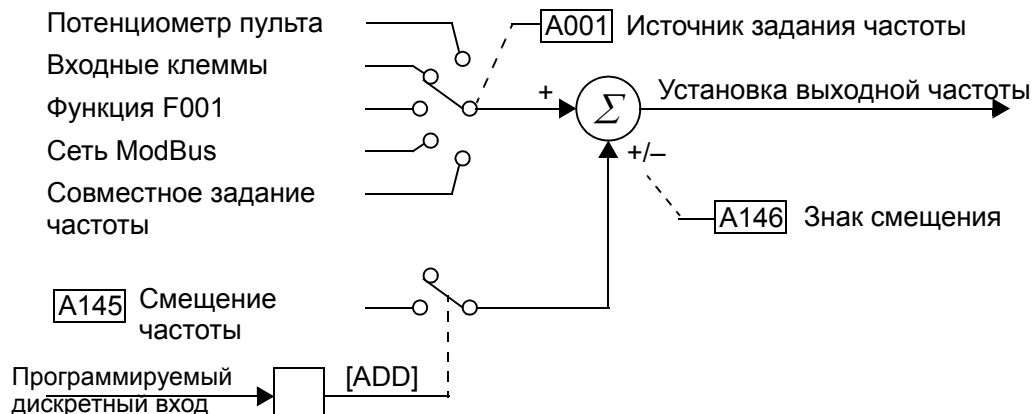 Потенциометр пульта
A001 Источник задания частоты
Входные клеммы
Функция F001
+
Σ
Установка выходной частоты
Сеть ModBus
+/–
Совместное задание
частоты
A146 Знак смещения
A145 Смещение
частоты
Программируемый
дискретный вход
[ADD]